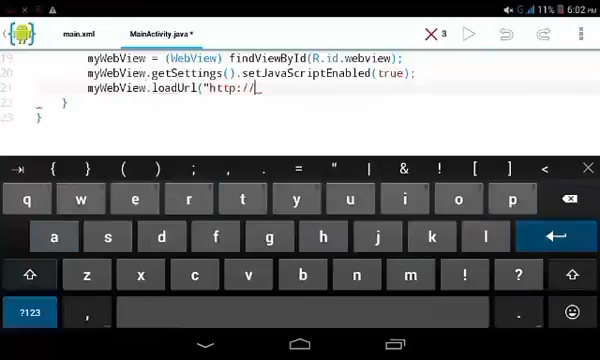 G 11% 6:02 PM
main.xml MainActivity.java * 3
19 myWebView = (WebView) findViewById(R.id.webview);
20 myWebView.getSettings().setJavaScriptEnabled(true);
21 myWebView.loadUrl("http://
22 }
23 }
{ } ( ) ; , . = " | & ! [ ] <
q w e r t y u i o p
a s d f g h j k l
z x c v b n m ! ?
?123 , .